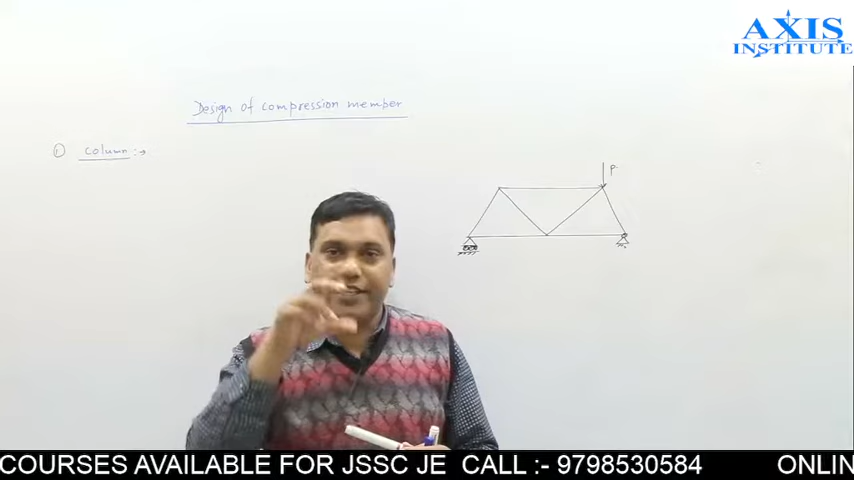 AXIS
INSTITUTE
Design of compression member
① column :→
P
COURSES AVAILABLE FOR JSSC JE CALL :- 9798530584 ONLIN